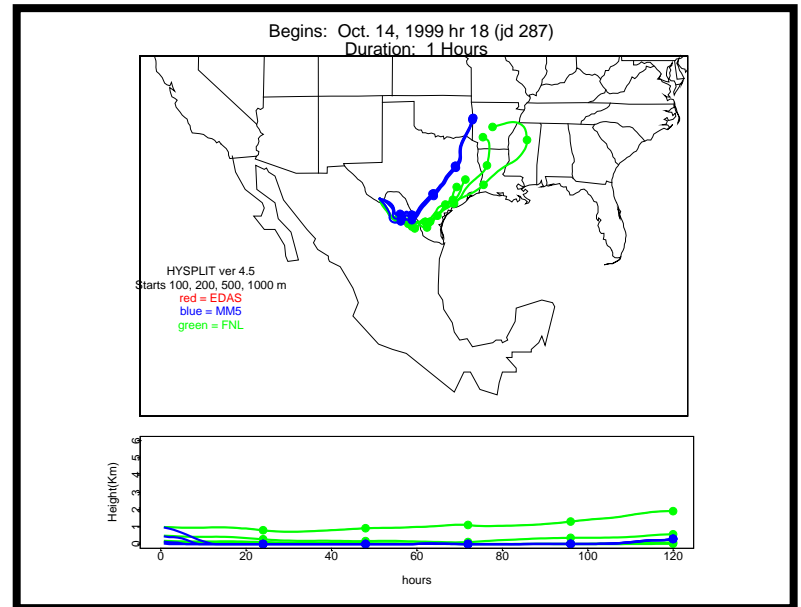 Begins:  Oct. 14, 1999 hr 18 (jd 287)
Duration:  1 Hours
HYSPLIT ver 4.5
Starts 100, 200, 500, 1000 m
red = EDAS
blue = MM5
green = FNL
Height(Km)
6
5
4
3
2
1
0
0 20 40 60 80 100 120
hours